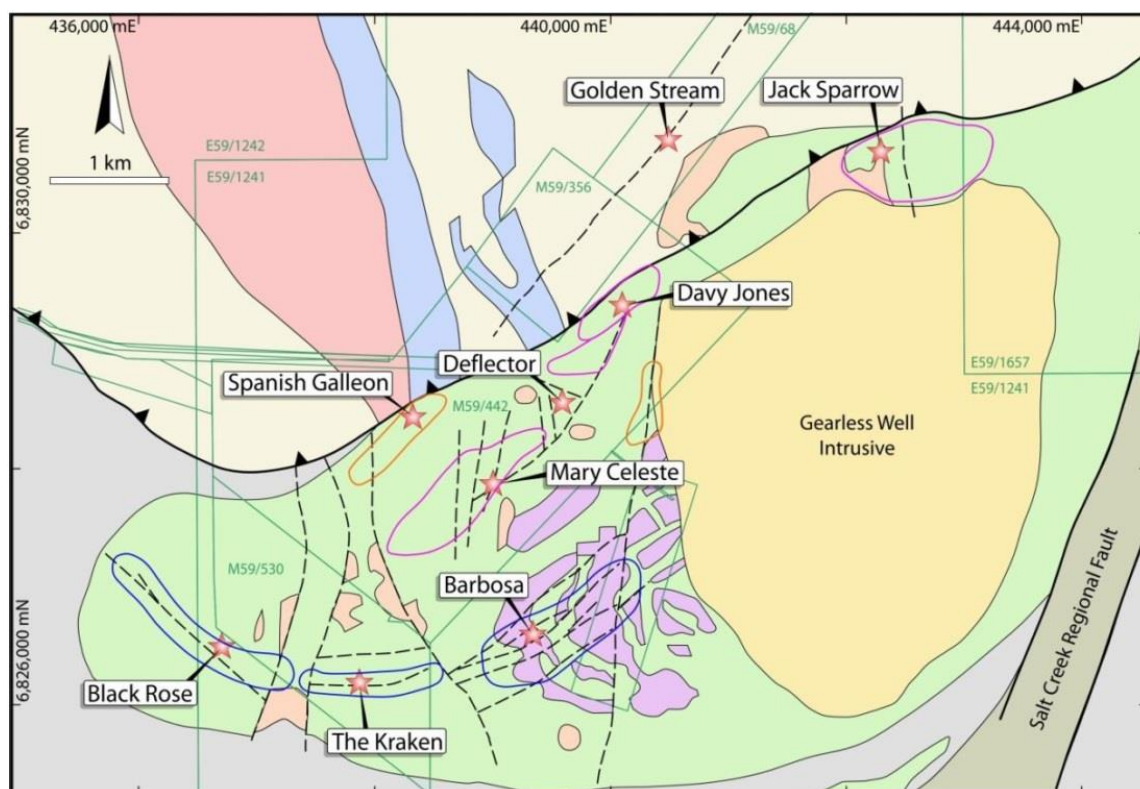 436,000 mE
440,000 mE
444,000 mE
M59/68
Golden Stream
Jack Sparrow
E59/1242
E59/1241
1 km
M59/356
6,830,000 mN
Davy Jones
Deflector
Spanish Galleon
M59/442
E59/1657
E59/1241
Gearless Well
Intrusive
Mary Celeste
M59/530
Barbosa
6,826,000 mN
Black Rose
The Kraken
Salt Creek Regional Fault